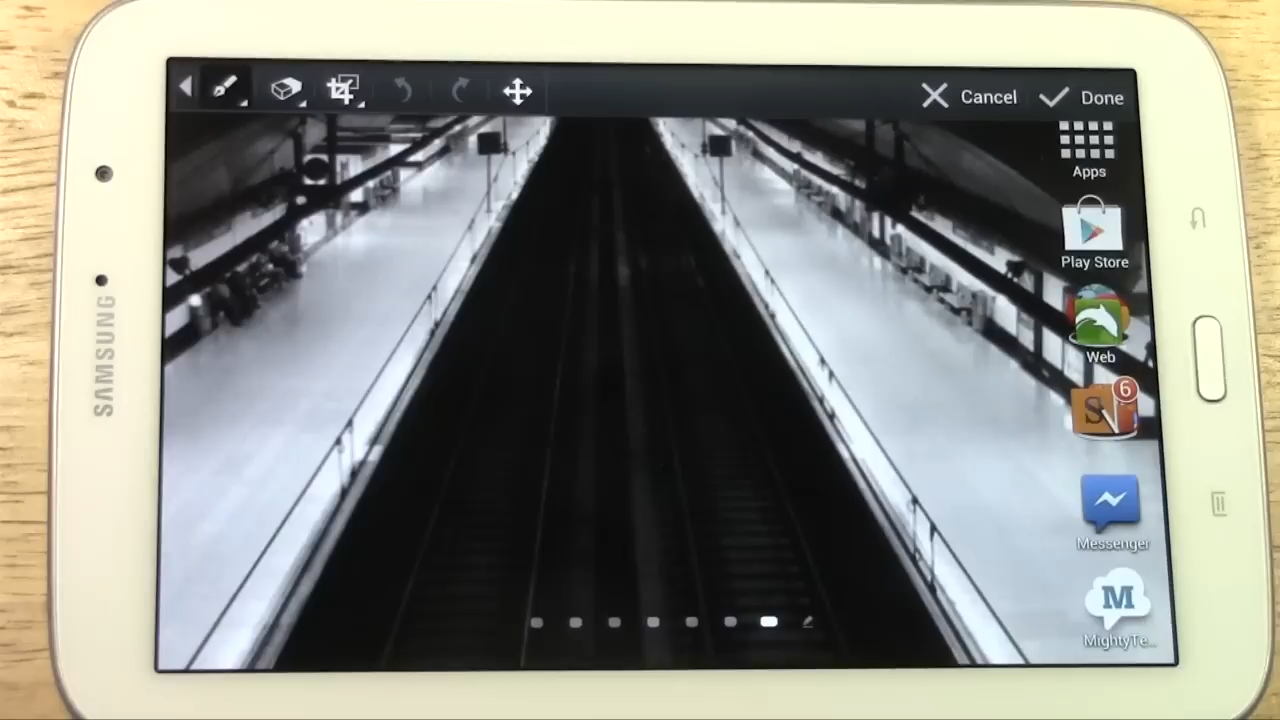 Cancel
Done
Apps
Play Store
Web
6
S
Messenger
M
MightyTe...
SAMSUNG